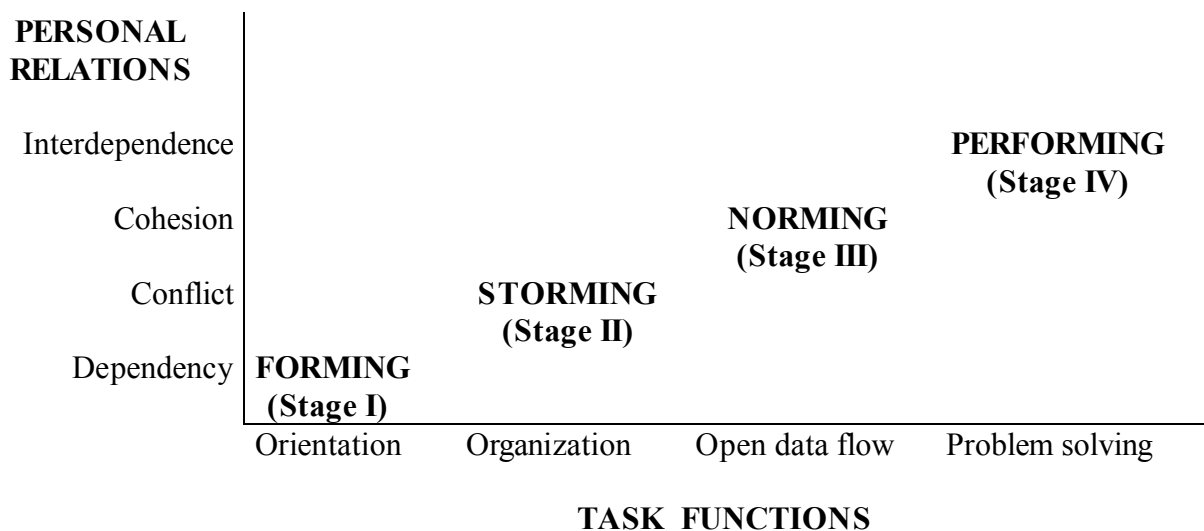 PERSONAL
RELATIONS
Interdependence
PERFORMING
(Stage IV)
Cohesion
NORMING
(Stage III)
Conflict
STORMING
(Stage II)
Dependency
FORMING
(Stage I)
Orientation
Organization
Open data flow
Problem solving
TASK FUNCTIONS